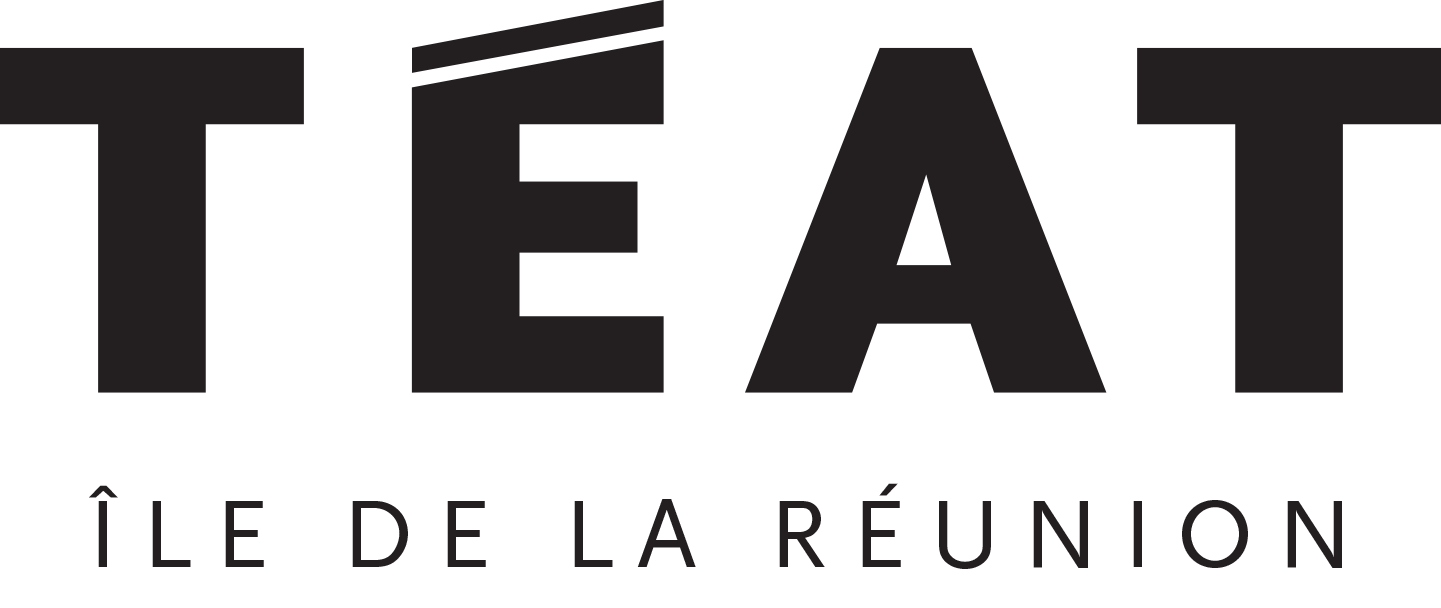 TÉAT
ÎLE DE LA RÉUNION